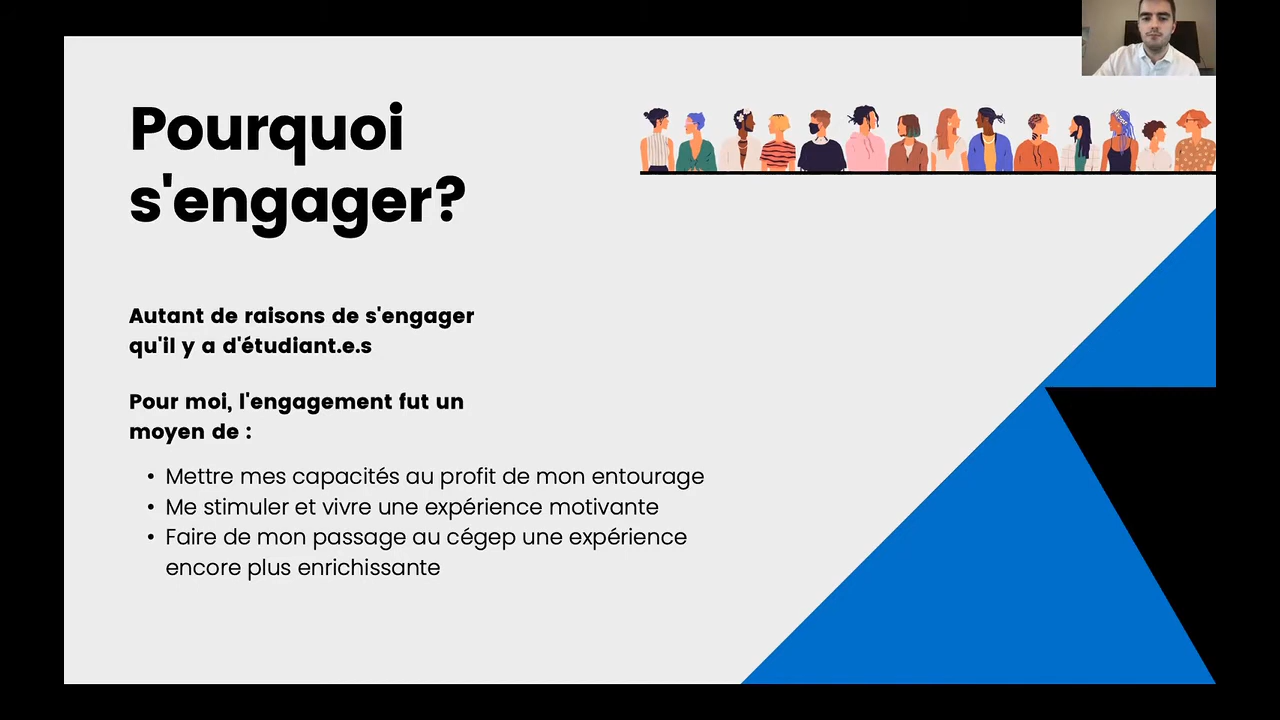 Pourquoi
s'engager?
Autant de raisons de s'engager
qu'il y a d'étudiant.e.s
Pour moi, l'engagement fut un
moyen de :
• Mettre mes capacités au profit de mon entourage
• Me stimuler et vivre une expérience motivante
• Faire de mon passage au cégep une expérience
encore plus enrichissante